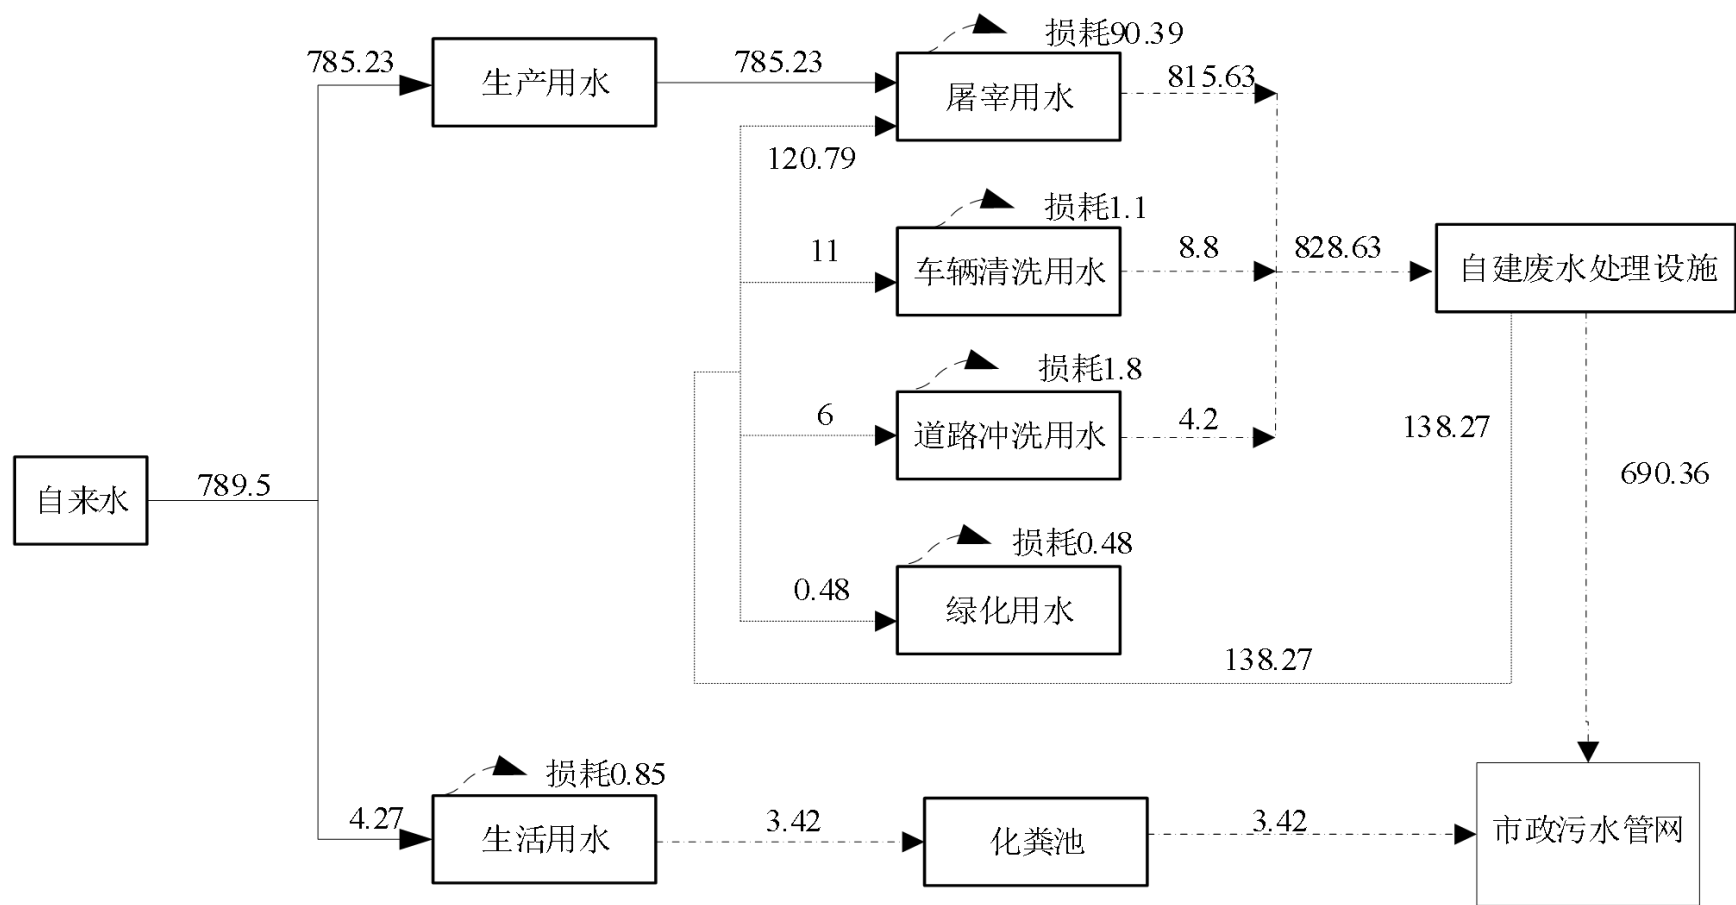 损耗90.39
785.23
生产用水
785.23
屠宰用水
815.63
120.79
损耗1.1
11
车辆清洗用水
8.8
828.63
自建废水处理设施
损耗1.8
6
道路冲洗用水
4.2
138.27
690.36
自来水
789.5
损耗0.48
0.48
绿化用水
138.27
损耗0.85
4.27
生活用水
3.42
化粪池
3.42
市政污水管网